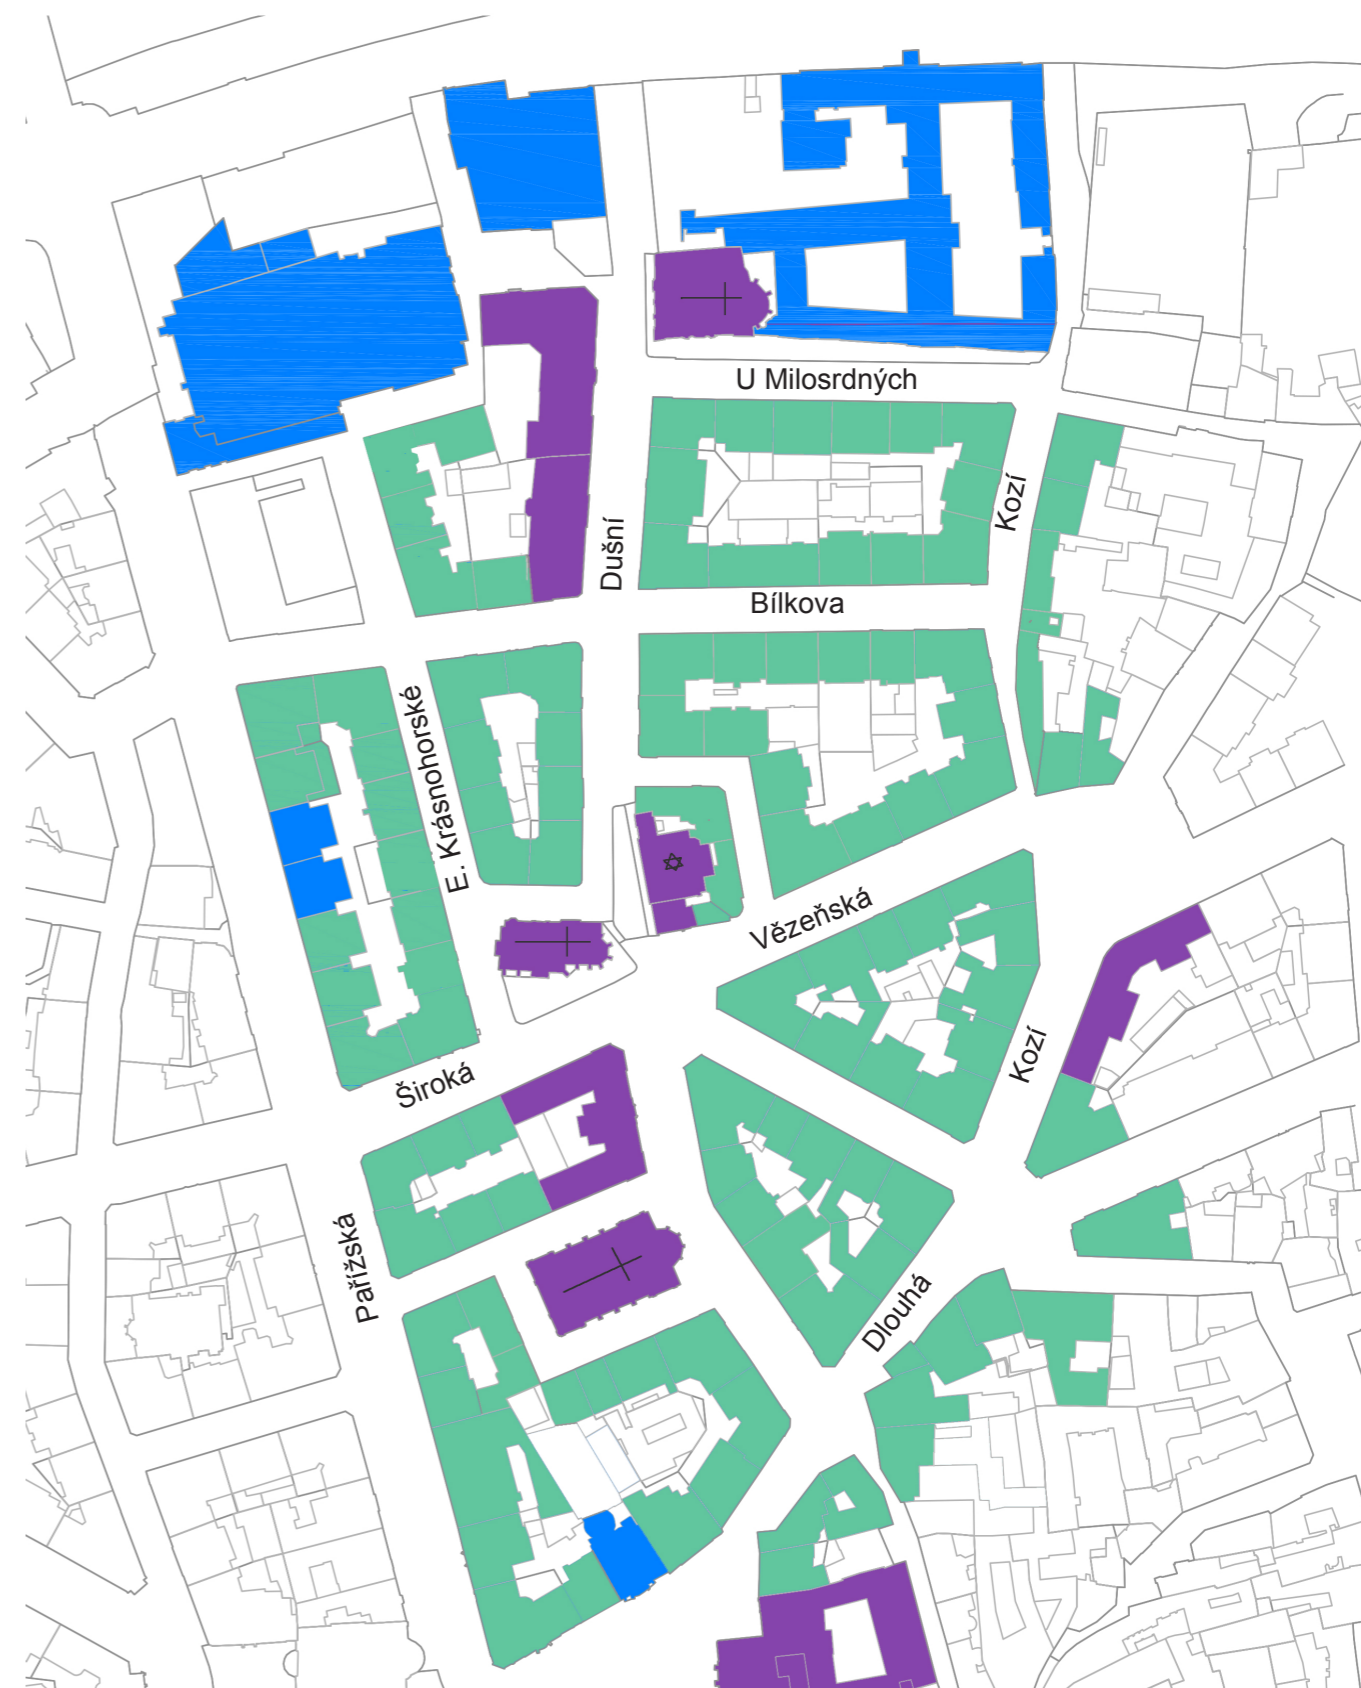 U Milosrdných
Kozí
Dušní
Bílkova
E. Krásnohorské
Vězeňská
Kozí
Široká
Pařížská
Dlouhá